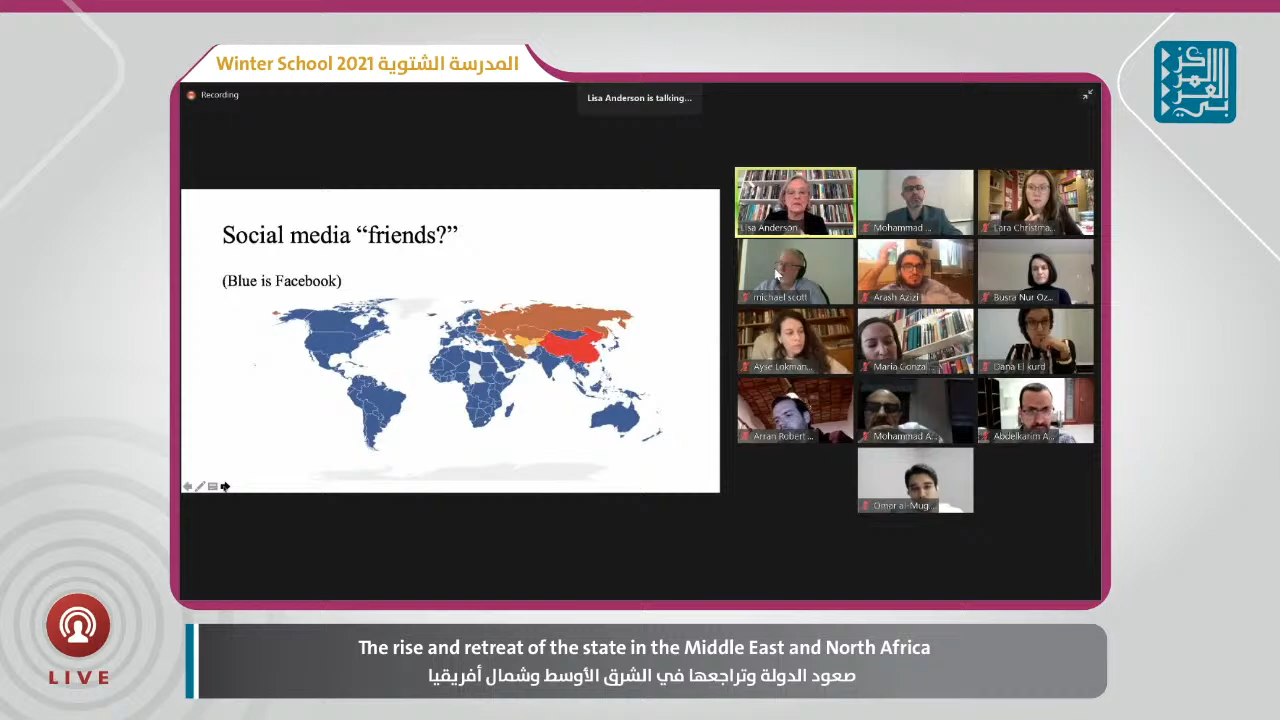 Winter School 2021 المدرسة الشتوية
المركز العربي
Recording
Lisa Anderson is talking...
Social media “friends?”
(Blue is Facebook)
Lisa Anderson
Mohammad ...
Lara Christma...
michael scott
Arash Azizi
Busra Nur Oz...
Ayse Lokman...
Maria Gonzal...
Dana El kurd
Arran Robert ...
Mohammad A...
Abdelkarim A...
Omar al-Mug...
LIVE
The rise and retreat of the state in the Middle East and North Africa
صعود الدولة وتراجعها في الشرق الأوسط وشمال أفريقيا